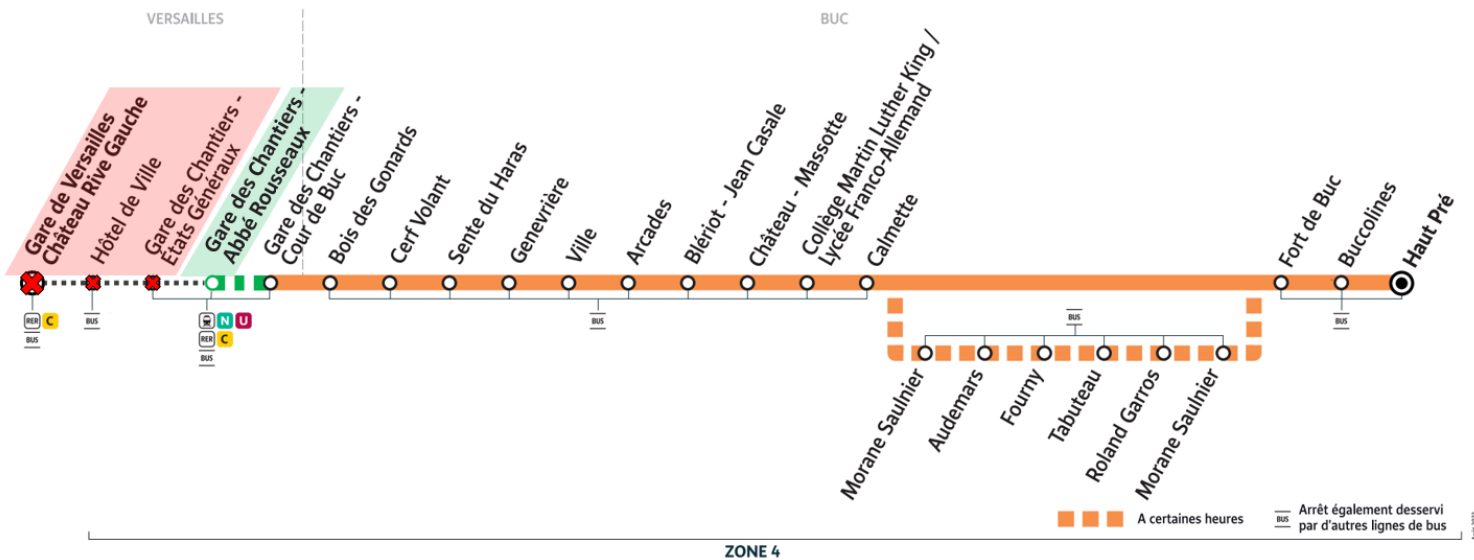 VERSAILLES
BUC
Gare de Versailles
Château Rive Gauche
Hôtel de Ville
Gare des Chantiers -
États Généraux
Gare des Chantiers -
Abbé Rousseaux
Gare des Chantiers -
Cour de Buc
Bois des Gonards
Cerf Volant
Sente du Haras
Genevrière
Ville
Arcades
Blériot - Jean Casale
Château - Massotte
Collège Martin Luther King /
Lycée Franco-Allemand
Calmette
Fort de Buc
Buccolines
Haut Pré
RER C
BUS
BUS
N U
RER C
BUS
BUS
BUS
BUS
Morane Saulnier
Audemars
Fourny
Tabuteau
Roland Garros
Morane Saulnier
A certaines heures
BUS
Arrêt également desservi
par d'autres lignes de bus
ZONE 4